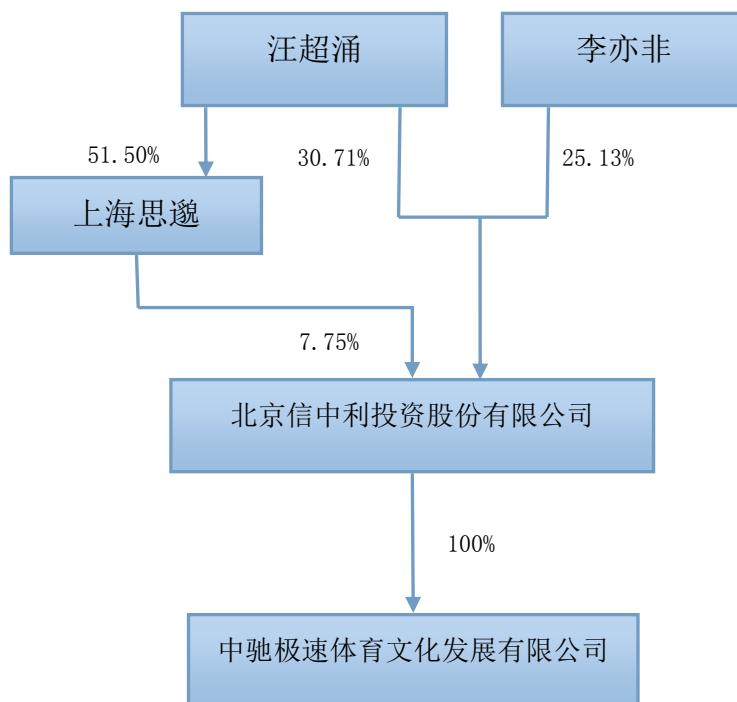 汪超涌
李亦非
51.50%
30.71%
25.13%
上海思邈
7.75%
北京信中利投资股份有限公司
100%
中驰极速体育文化发展有限公司